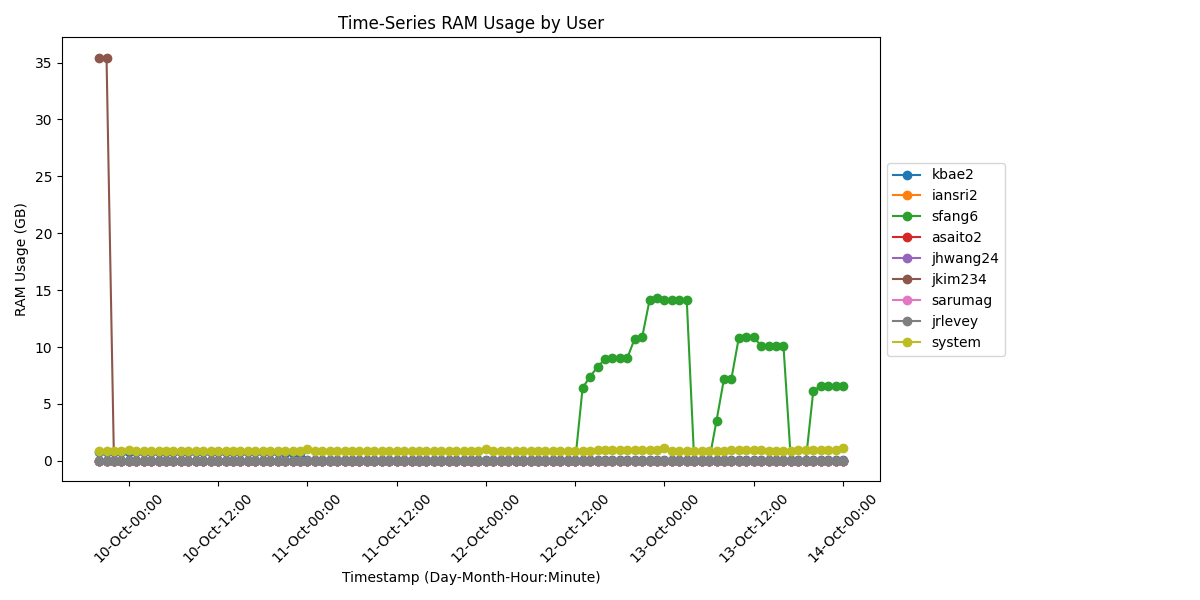 Time-Series RAM Usage by User
RAM Usage (GB)
35
30
25
20
15
10
5
0
10-Oct-00:00
10-Oct-12:00
11-Oct-00:00
11-Oct-12:00
12-Oct-00:00
12-Oct-12:00
13-Oct-00:00
13-Oct-12:00
14-Oct-00:00
Timestamp (Day-Month-Hour:Minute)
kbae2
iansri2
sfang6
asaito2
jhwang24
jkim234
sarumag
jrlevey
system